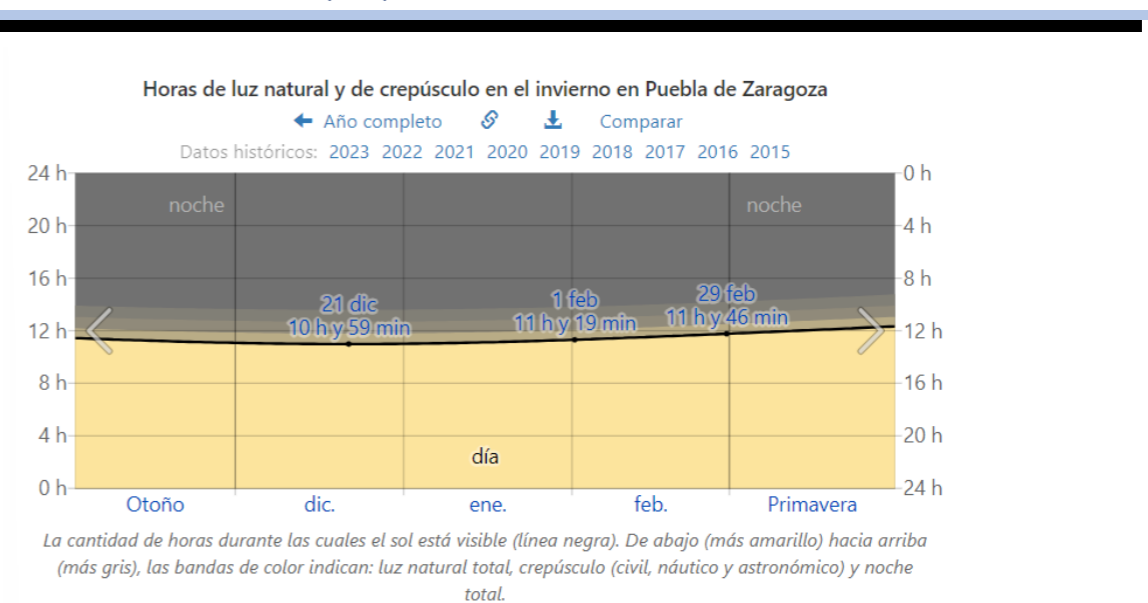 Horas de luz natural y de crepúsculo en el invierno en Puebla de Zaragoza
Año completo Comparar
Datos históricos: 2023 2022 2021 2020 2019 2018 2017 2016 2015
24 h 0 h
noche noche
20 h 4 h
16 h 8 h
21 dic 1 feb 29 feb
10 h y 59 min 11 h y 19 min 11 h y 46 min
12 h 12 h
8 h 16 h
4 h 20 h
día
0 h 24 h
Otoño dic. ene. feb. Primavera
La cantidad de horas durante las cuales el sol está visible (línea negra). De abajo (más amarillo) hacia arriba
(más gris), las bandas de color indican: luz natural total, crepúsculo (civil, náutico y astronómico) y noche
total.